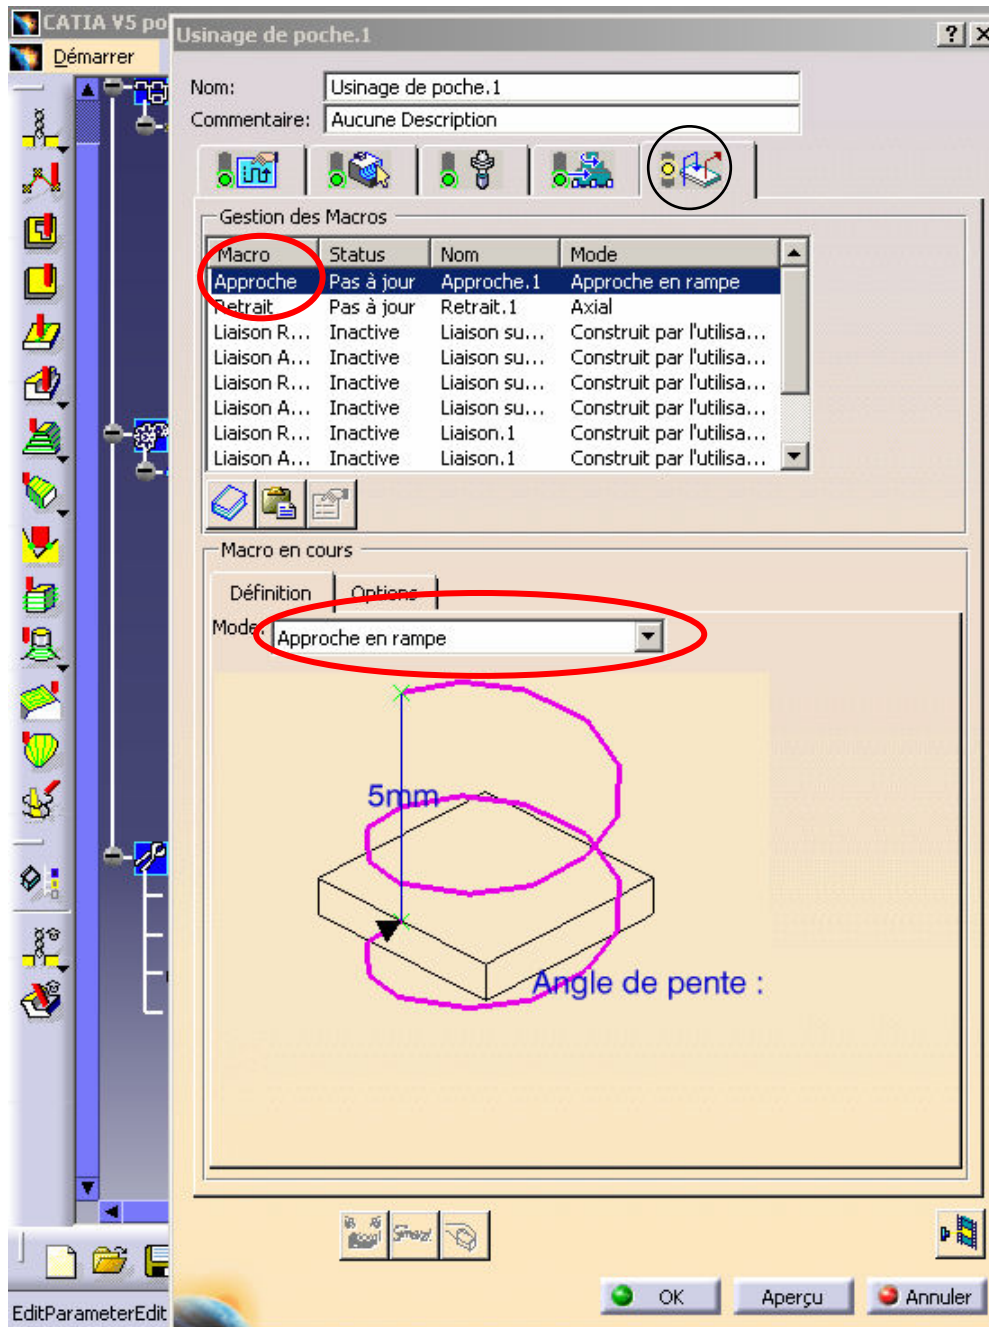 CATIA V5 po
Usinage de poche.1
Démarrer
Nom: Usinage de poche.1
Commentaire: Aucune Description
Gestion des Macros
Macro Status Nom Mode
Approche Pas à jour Approche.1 Approche en rampe
Retrait Pas à jour Retrait.1 Axial
Liaison R... Inactive Liaison su... Construit par l'utilisa...
Liaison A... Inactive Liaison su... Construit par l'utilisa...
Liaison R... Inactive Liaison su... Construit par l'utilisa...
Liaison A... Inactive Liaison su... Construit par l'utilisa...
Liaison R... Inactive Liaison.1 Construit par l'utilisa...
Liaison A... Inactive Liaison.1 Construit par l'utilisa...
Macro en cours
Définition Options
Mode: Approche en rampe
5mm
Angle de pente :
OK Aperçu Annuler
EditParameterEdit